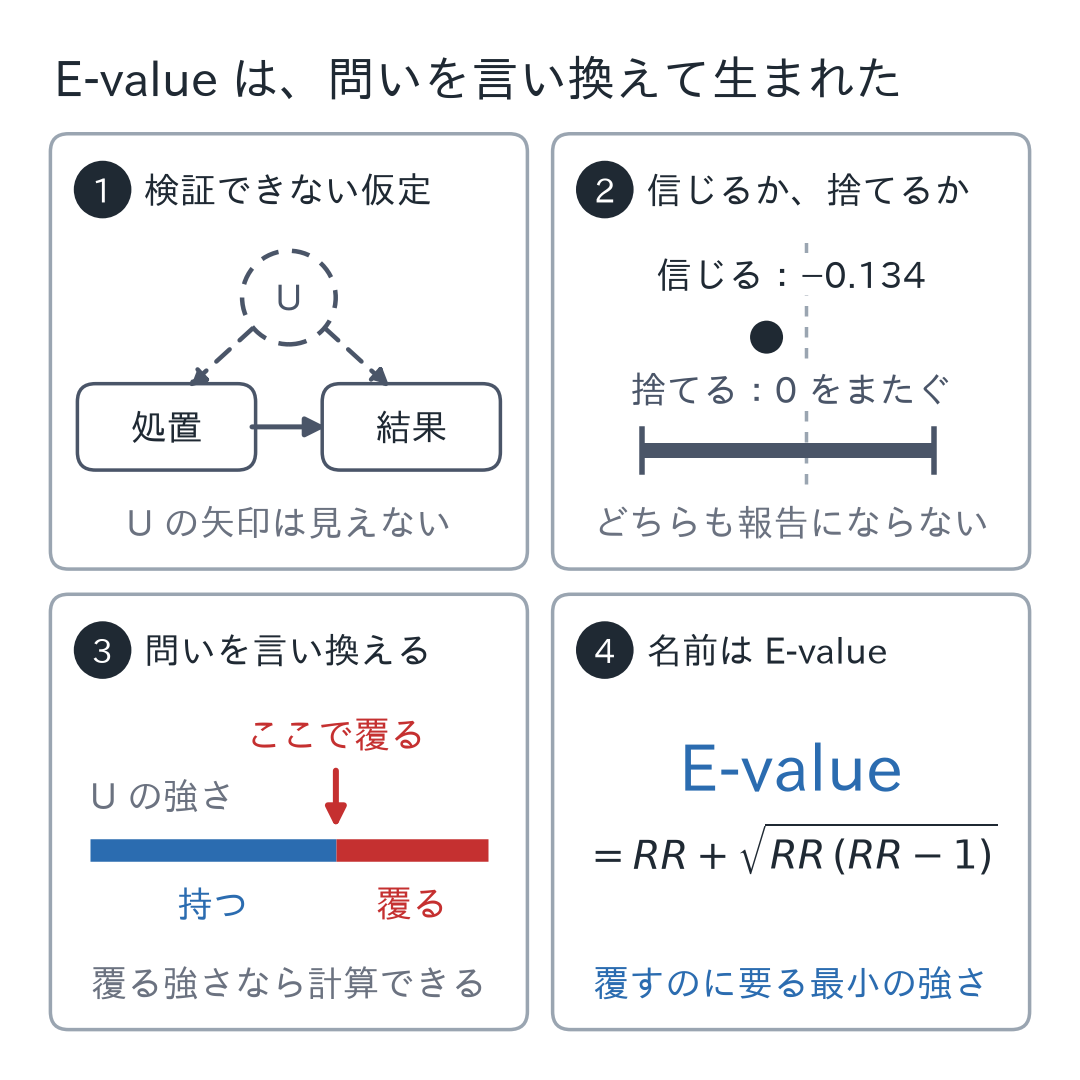 E-value は、問いを言い換えて生まれた
1 検証できない仮定
U
処置
結果
U の矢印は見えない
2 信じるか、捨てるか
信じる：−0.134
捨てる：0 をまたぐ
どちらも報告にならない
3 問いを言い換える
ここで覆る
U の強さ
持つ
覆る
覆る強さなら計算できる
4 名前は E-value
E-value
= RR + √RR (RR − 1)
覆すのに要る最小の強さ